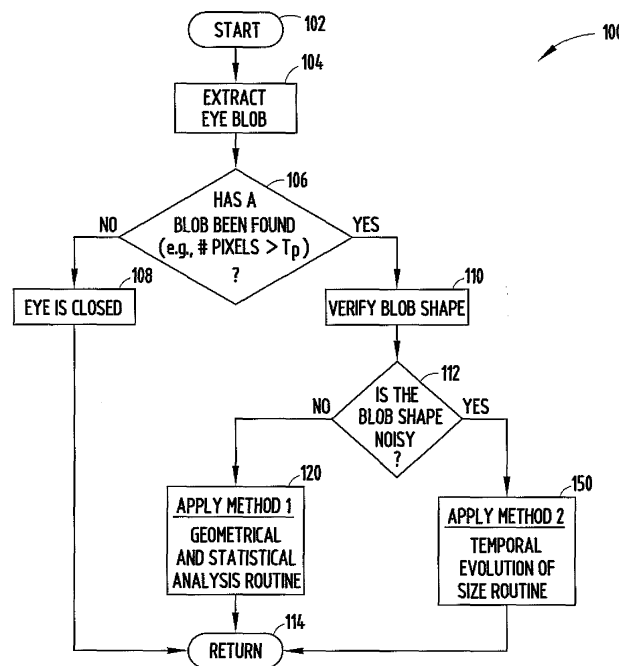 START
102
100
104
EXTRACT
EYE BLOB
106
HAS A
BLOB BEEN FOUND
(e.g., # PIXELS > Tp)
?
NO
YES
108
EYE IS CLOSED
110
VERIFY BLOB SHAPE
112
IS THE
BLOB SHAPE
NOISY
?
NO
YES
120
APPLY METHOD 1
GEOMETRICAL
AND STATISTICAL
ANALYSIS ROUTINE
150
APPLY METHOD 2
TEMPORAL
EVOLUTION OF
SIZE ROUTINE
114
RETURN